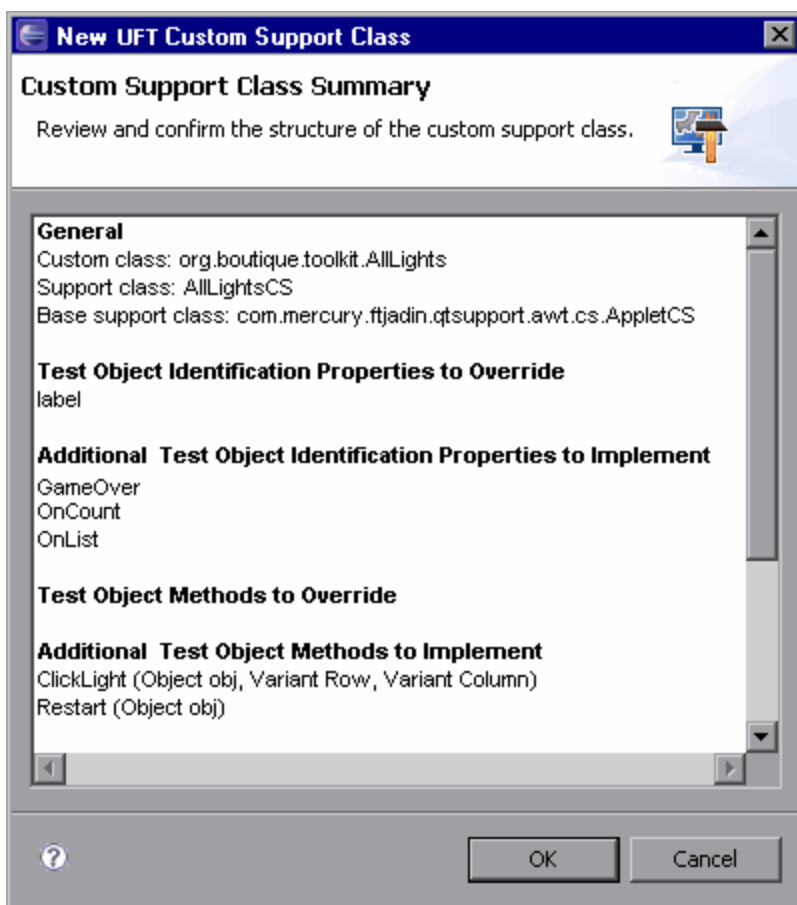 New UFT Custom Support Class
Custom Support Class Summary
Review and confirm the structure of the custom support class.
General
Custom class: org.boutique.toolkit.AllLights
Support class: AllLightsCS
Base support class: com.mercury.ftjadin.qtsupport.awt.cs.AppletCS
Test Object Identification Properties to Override
label
Additional Test Object Identification Properties to Implement
GameOver
OnCount
OnList
Test Object Methods to Override
Additional Test Object Methods to Implement
ClickLight (Object obj, Variant Row, Variant Column)
Restart (Object obj)
?
OK Cancel